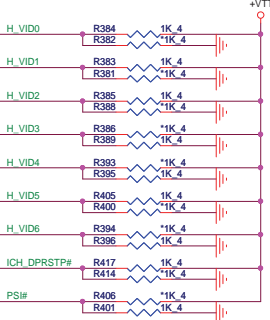 +VTT
H_VID0 R384 1K_4
R382 *1K_4
H_VID1 R383 1K_4
R381 *1K_4
H_VID2 R385 1K_4
R388 *1K_4
H_VID3 R386 1K_4
R389 *1K_4
H_VID4 R393 *1K_4
R395 1K_4
H_VID5 R405 1K_4
R400 *1K_4
H_VID6 R394 *1K_4
R396 1K_4
ICH_DPRSTP# R417 1K_4
R414 *1K_4
PSI# R406 *1K_4
R401 1K_4